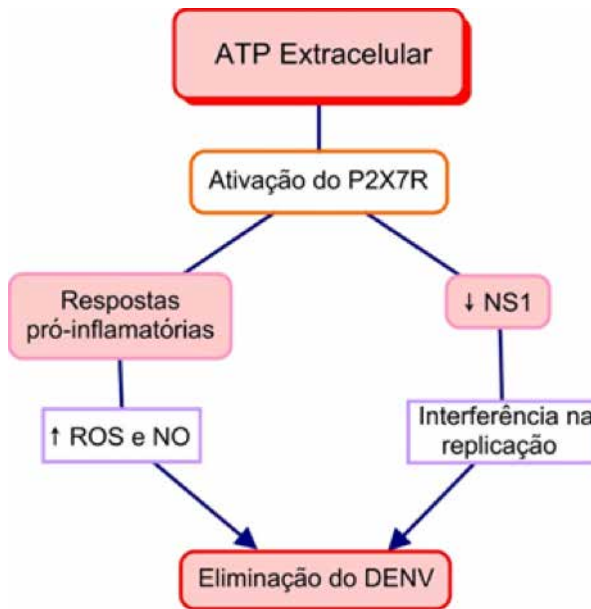 ATP Extracelular
Ativação do P2X7R
Respostas
pró-inflamatórias
↓ NS1
↑ ROS e NO
Interferência na
replicação
Eliminação do DENV